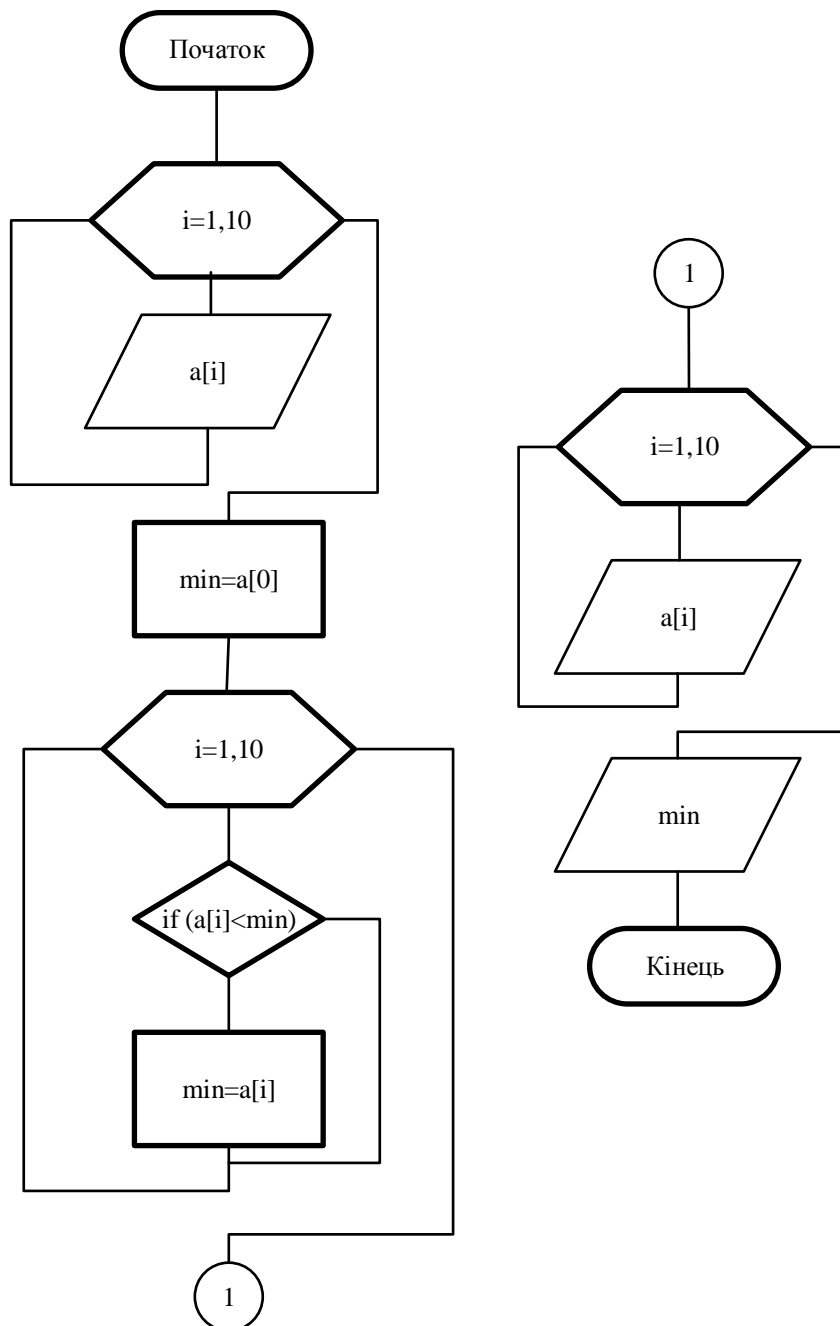 Початок
i=1,10
a[i]
min=a[0]
i=1,10
if (a[i]<min)
min=a[i]
1
1
i=1,10
a[i]
min
Кінець